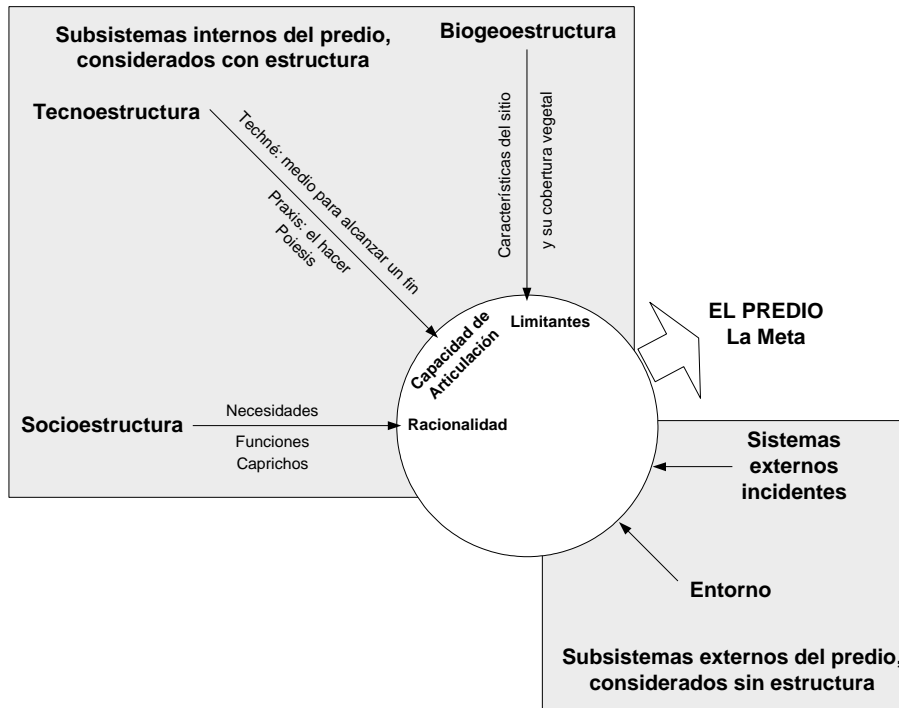 Subsistemas internos del predio,
considerados con estructura
Biogeoestructura
Tecnoestructura
Techné: medio para alcanzar un fin
Praxis: el hacer
Poiesis
Características del sitio
y su cobertura vegetal
Limitantes
Capacidad de
Articulación
EL PREDIO
La Meta
Socioestructura
Necesidades
Funciones
Caprichos
Racionalidad
Sistemas
externos
incidentes
Entorno
Subsistemas externos del predio,
considerados sin estructura